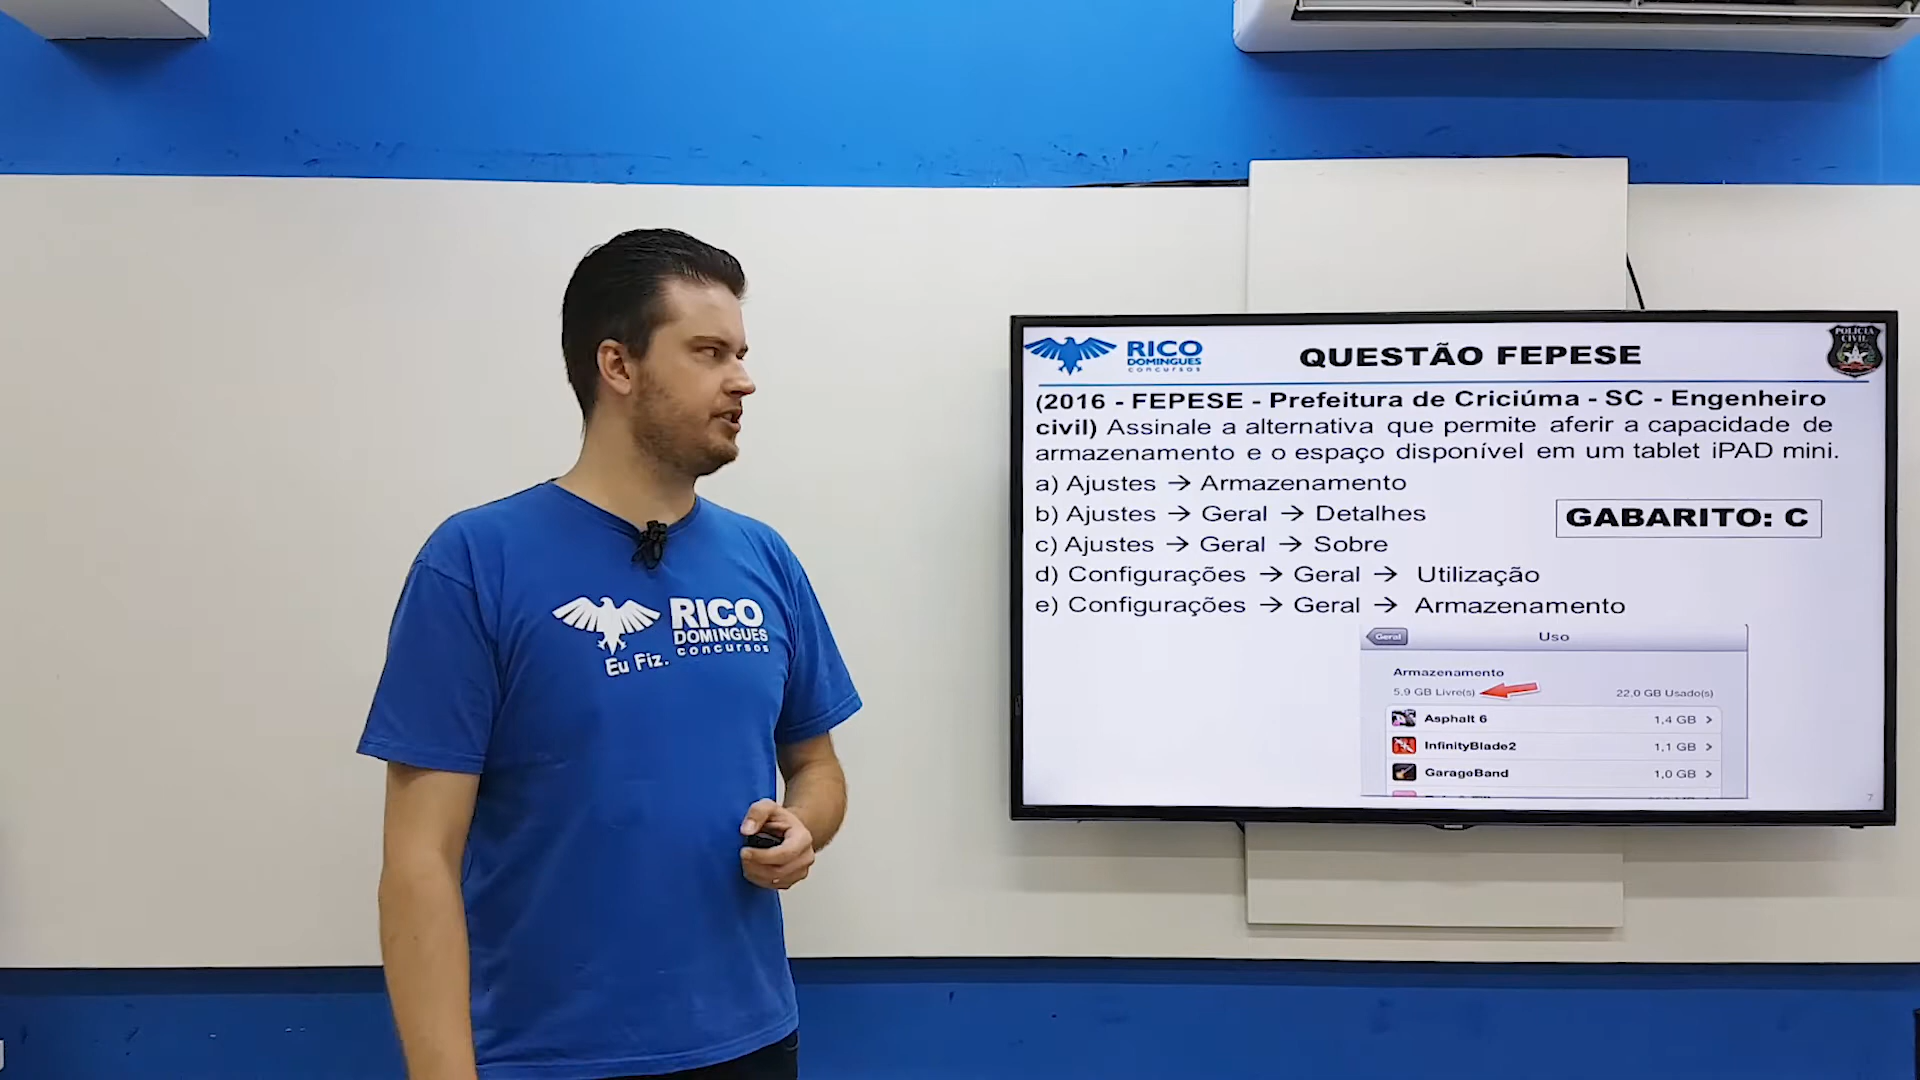 RICO
DOMINGUES
concursos
Eu Fiz.
RICO
DOMINGUES
concursos
QUESTÃO FEPESE
POLÍCIA
CIVIL
(2016 - FEPESE - Prefeitura de Criciúma - SC - Engenheiro
civil) Assinale a alternativa que permite aferir a capacidade de
armazenamento e o espaço disponível em um tablet iPAD mini.
a) Ajustes → Armazenamento
b) Ajustes → Geral → Detalhes
c) Ajustes → Geral → Sobre
d) Configurações → Geral → Utilização
e) Configurações → Geral → Armazenamento
GABARITO: C
Geral
Uso
Armazenamento
5,9 GB Livre(s) 22,0 GB Usado(s)
Asphalt 6 1,4 GB >
InfinityBlade2 1,1 GB >
GarageBand 1,0 GB >
7